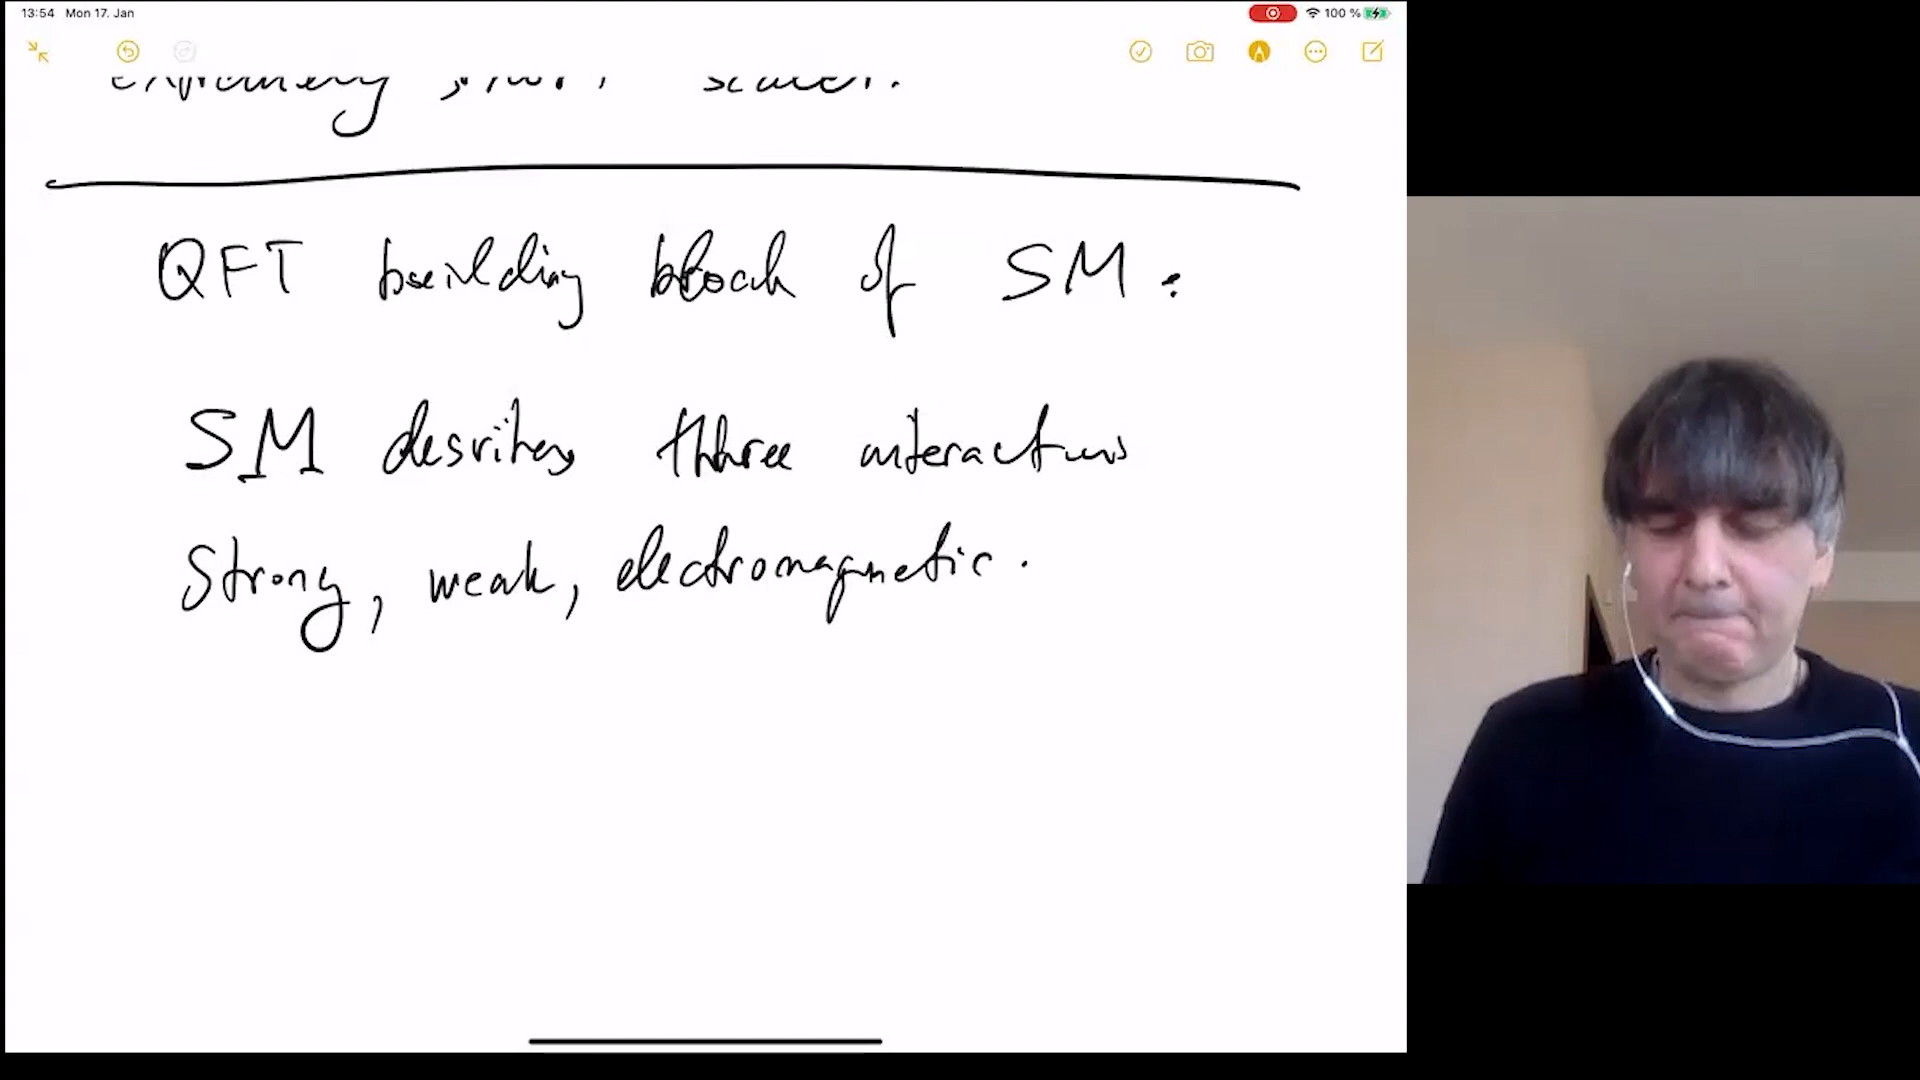 13:54 Mon 17. Jan 100 %
QFT building block of SM :
SM describes three interactions
Strong, weak, electromagnetic.